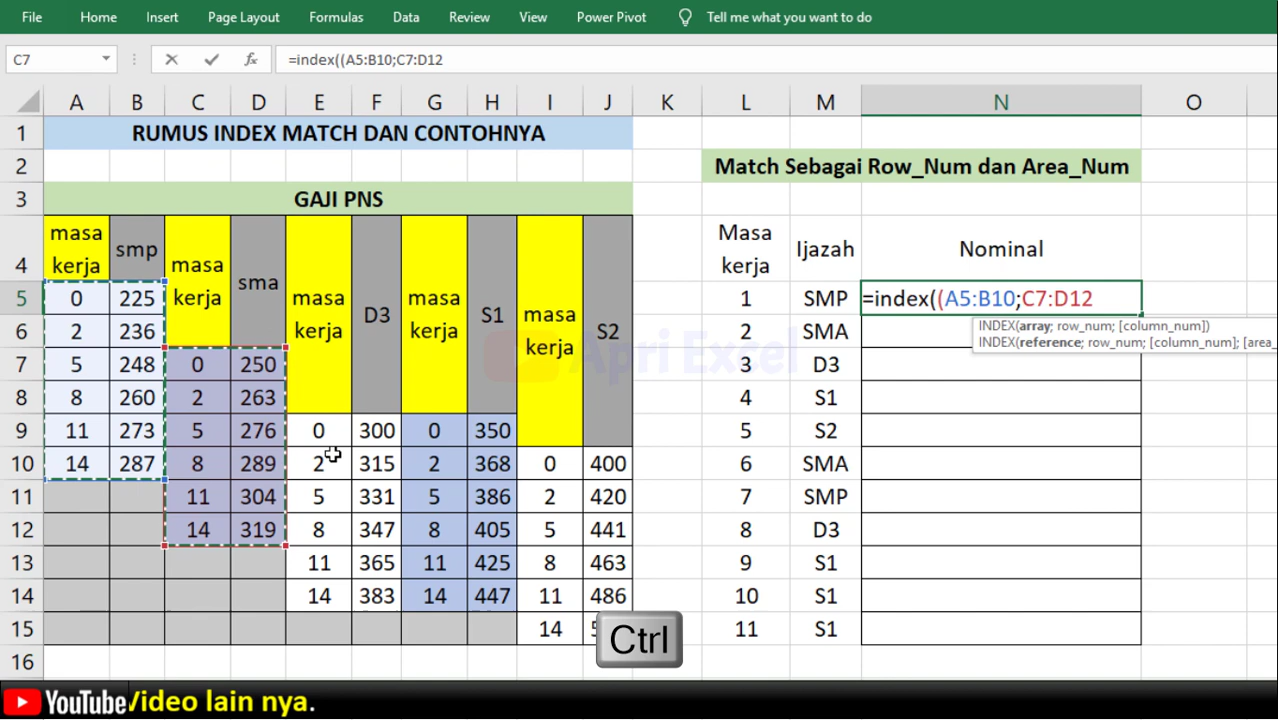 File Home Insert Page Layout Formulas Data Review View Power Pivot Tell me what you want to do
C7 fx =index((A5:B10;C7:D12
A B C D E F G H I J K L M N O
1 RUMUS INDEX MATCH DAN CONTOHNYA
2 Match Sebagai Row_Num dan Area_Num
3 GAJI PNS
4 masa kerja smp masa kerja sma masa kerja D3 masa kerja S1 masa kerja S2 Masa kerja Ijazah Nominal
5 0 225 1 SMP =index((A5:B10;C7:D12
INDEX(array; row_num; [column_num])
INDEX(reference; row_num; [column_num]; [area_
6 2 236 2 SMA
7 5 248 0 250 3 D3
Apri Excel
8 8 260 2 263 4 S1
9 11 273 5 276 0 300 0 350 5 S2
10 14 287 8 289 2 315 2 368 0 400 6 SMA
11 11 304 5 331 5 386 2 420 7 SMP
12 14 319 8 347 8 405 5 441 8 D3
13 11 365 11 425 8 463 9 S1
14 14 383 14 447 11 486 10 S1
15 14 11 S1
Ctrl
16
YouTube Video lain nya.